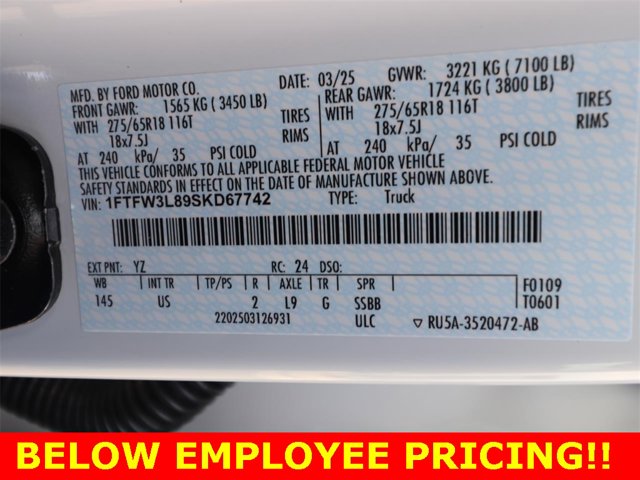 MFD. BY FORD MOTOR CO.
DATE: 03/25 GVWR: 3221 KG ( 7100 LB)
FRONT GAWR: 1565 KG ( 3450 LB) REAR GAWR: 1724 KG ( 3800 LB)
WITH 275/65R18 116T TIRES WITH 275/65R18 116T TIRES
18x7.5J RIMS 18x7.5J RIMS
AT 240 kPa/ 35 PSI COLD AT 240 kPa/ 35 PSI COLD
THIS VEHICLE CONFORMS TO ALL APPLICABLE FEDERAL MOTOR VEHICLE
SAFETY STANDARDS IN EFFECT ON THE DATE OF MANUFACTURE SHOWN ABOVE.
VIN: 1FTFW3L89SKD67742 TYPE: Truck
EXT PNT: YZ RC: 24 DSO:
WB INT TR TP/PS R AXLE TR SPR F0109
145 US 2 L9 G SSBB T0601
2202503126931 ULC ▽ RU5A-3520472-AB
BELOW EMPLOYEE PRICING!!